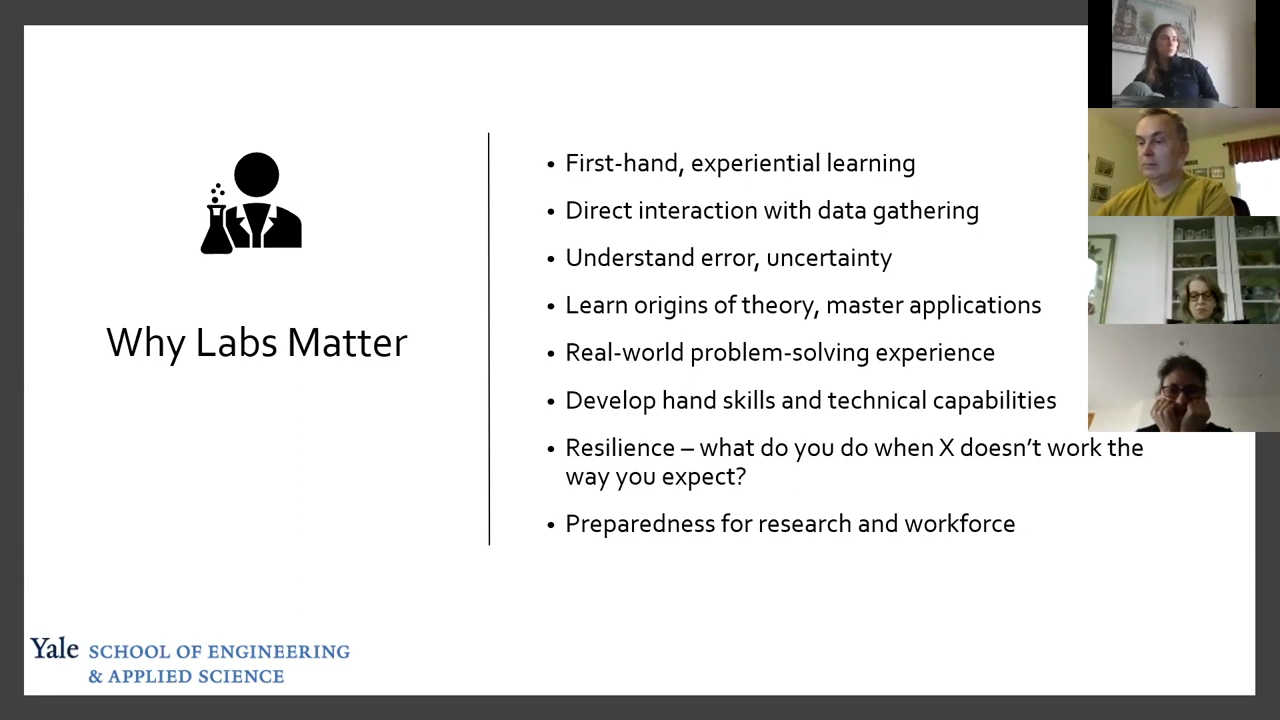 Why Labs Matter
• First-hand, experiential learning
• Direct interaction with data gathering
• Understand error, uncertainty
• Learn origins of theory, master applications
• Real-world problem-solving experience
• Develop hand skills and technical capabilities
• Resilience – what do you do when X doesn’t work the
way you expect?
• Preparedness for research and workforce
Yale SCHOOL OF ENGINEERING
& APPLIED SCIENCE